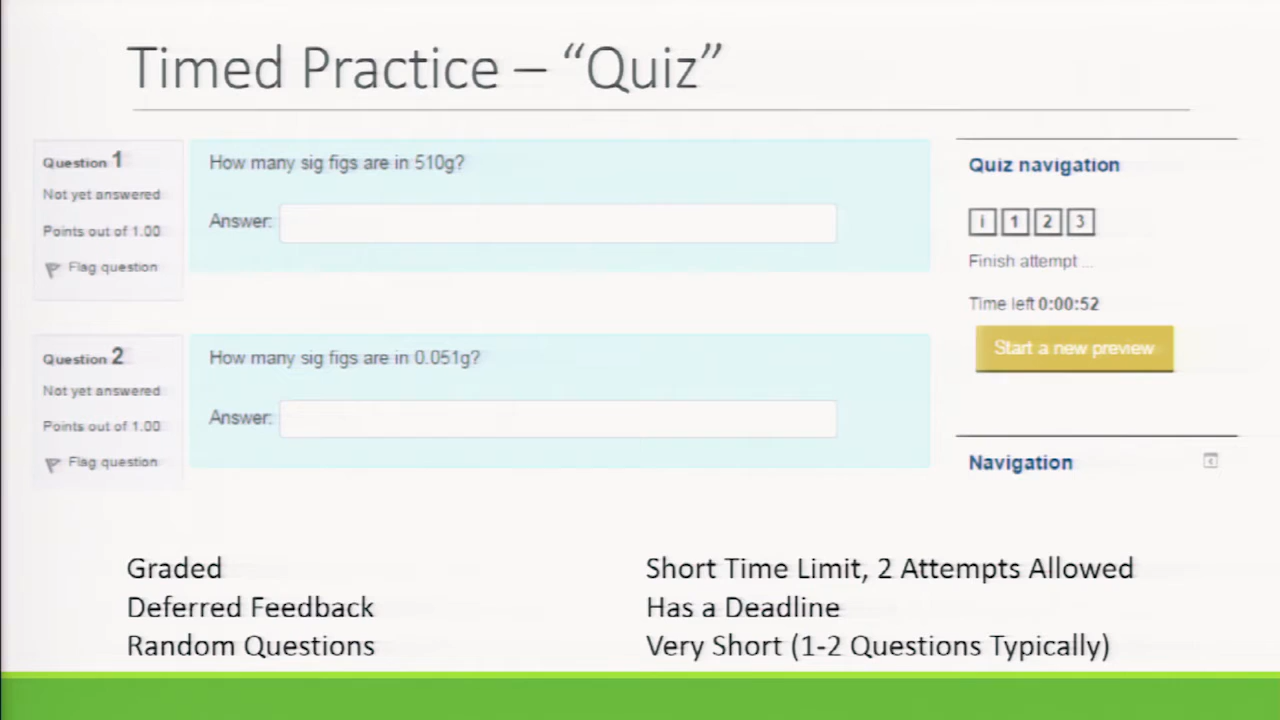 Timed Practice – “Quiz”
Question 1
Not yet answered
Points out of 1.00
Flag question
How many sig figs are in 510g?
Answer:
Question 2
Not yet answered
Points out of 1.00
Flag question
How many sig figs are in 0.051g?
Answer:
Quiz navigation
i 1 2 3
Finish attempt ...
Time left 0:00:52
Start a new preview
Navigation
Graded
Deferred Feedback
Random Questions
Short Time Limit, 2 Attempts Allowed
Has a Deadline
Very Short (1-2 Questions Typically)